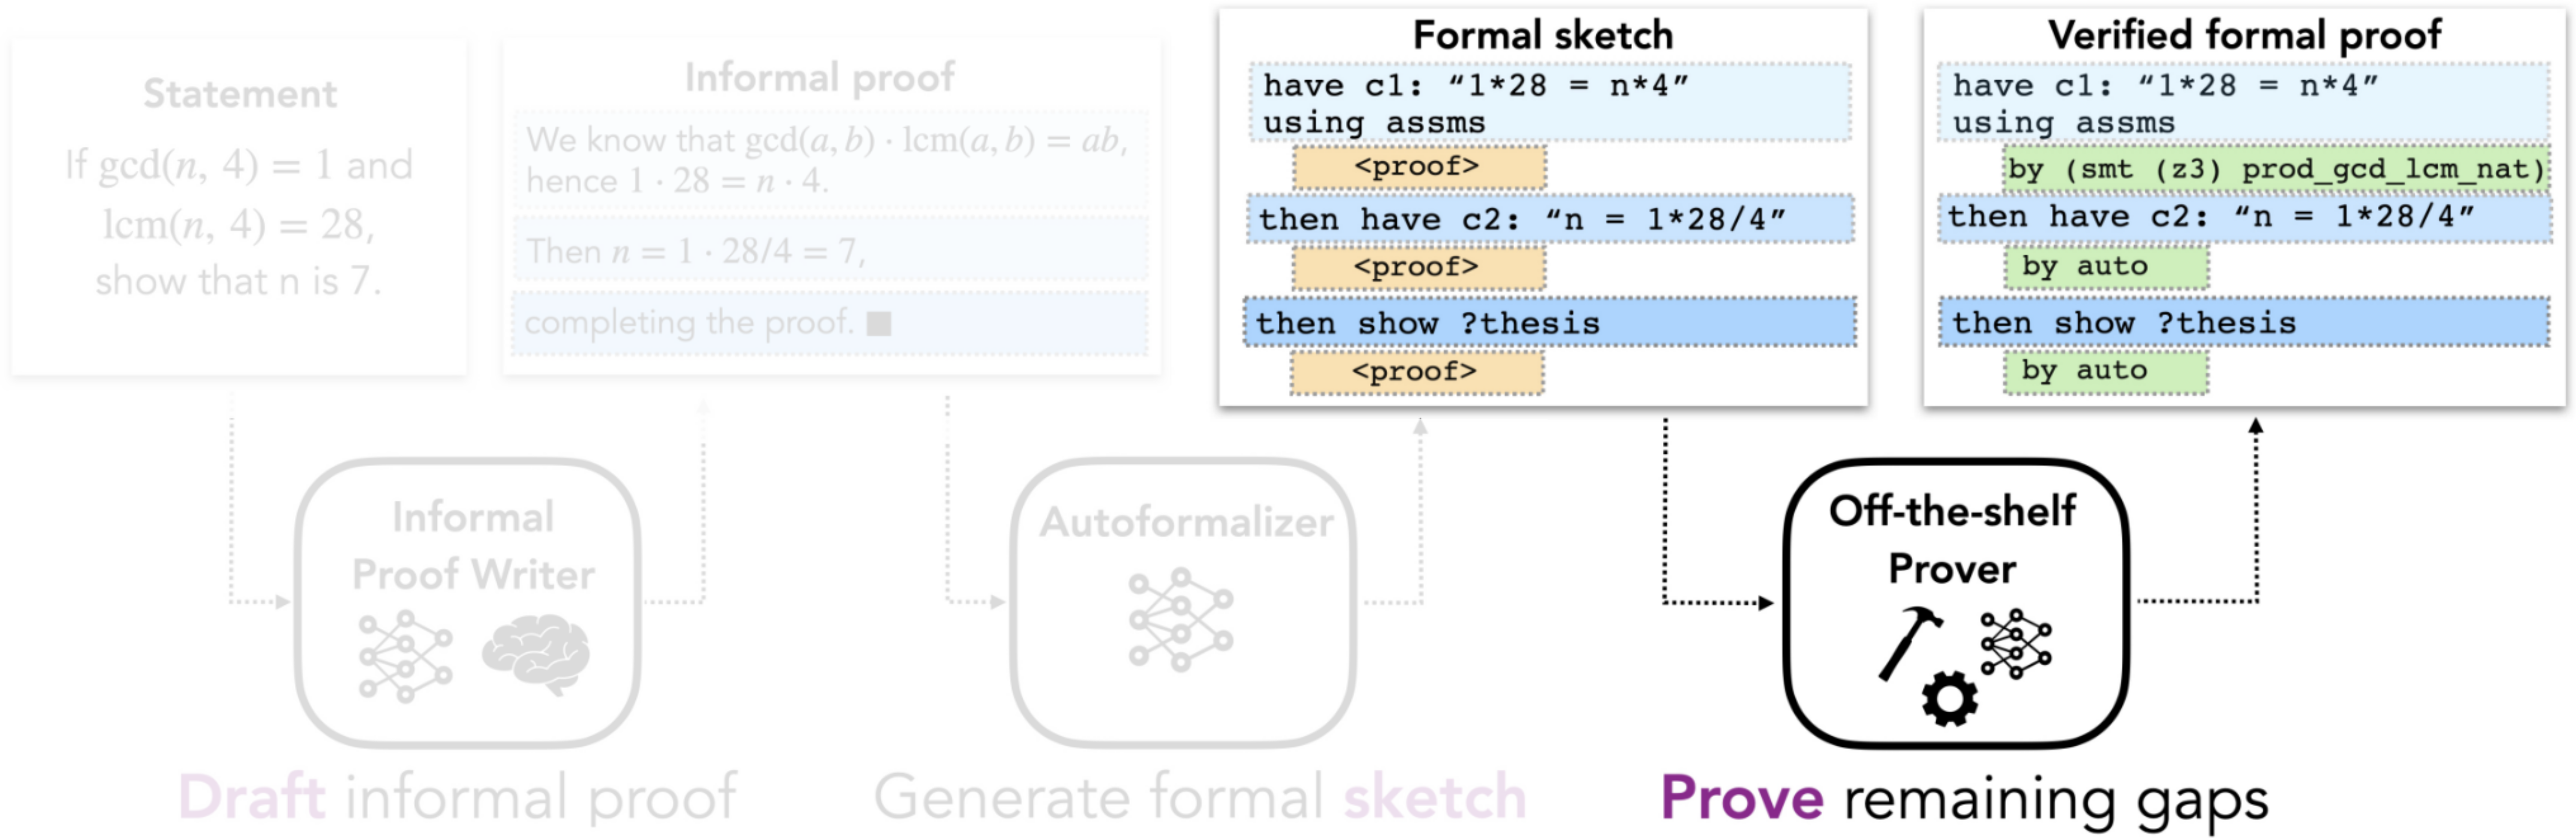 Statement
If gcd(n, 4) = 1 and
lcm(n, 4) = 28,
show that n is 7.
Informal proof
We know that gcd(a, b) · lcm(a, b) = ab,
hence 1 · 28 = n · 4.
Then n = 1 · 28/4 = 7,
completing the proof. ■
Formal sketch
have c1: “1*28 = n*4”
using assms
<proof>
then have c2: “n = 1*28/4”
<proof>
then show ?thesis
<proof>
Verified formal proof
have c1: “1*28 = n*4”
using assms
by (smt (z3) prod_gcd_lcm_nat)
then have c2: “n = 1*28/4”
by auto
then show ?thesis
by auto
Informal
Proof Writer
Autoformalizer
Off-the-shelf
Prover
Draft informal proof
Generate formal sketch
Prove remaining gaps